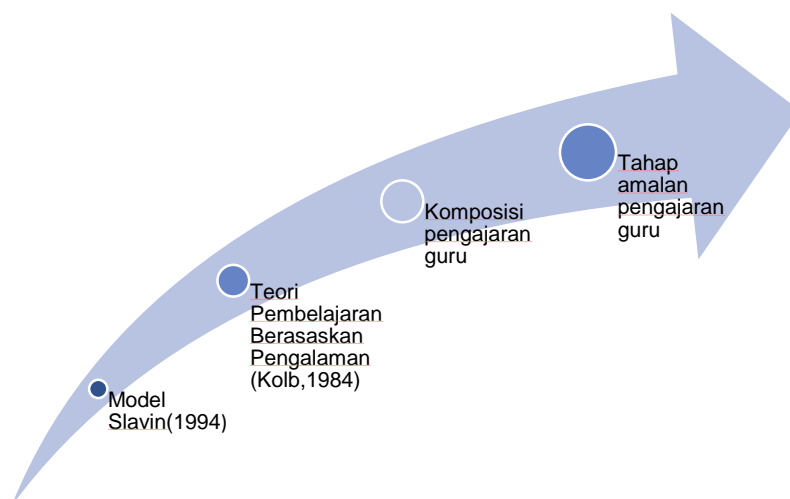 Model
Slavin(1994)
Teori
Pembelajaran
Berasaskan
Pengalaman
(Kolb,1984)
Komposisi
pengajaran
guru
Tahap
amalan
pengajaran
guru